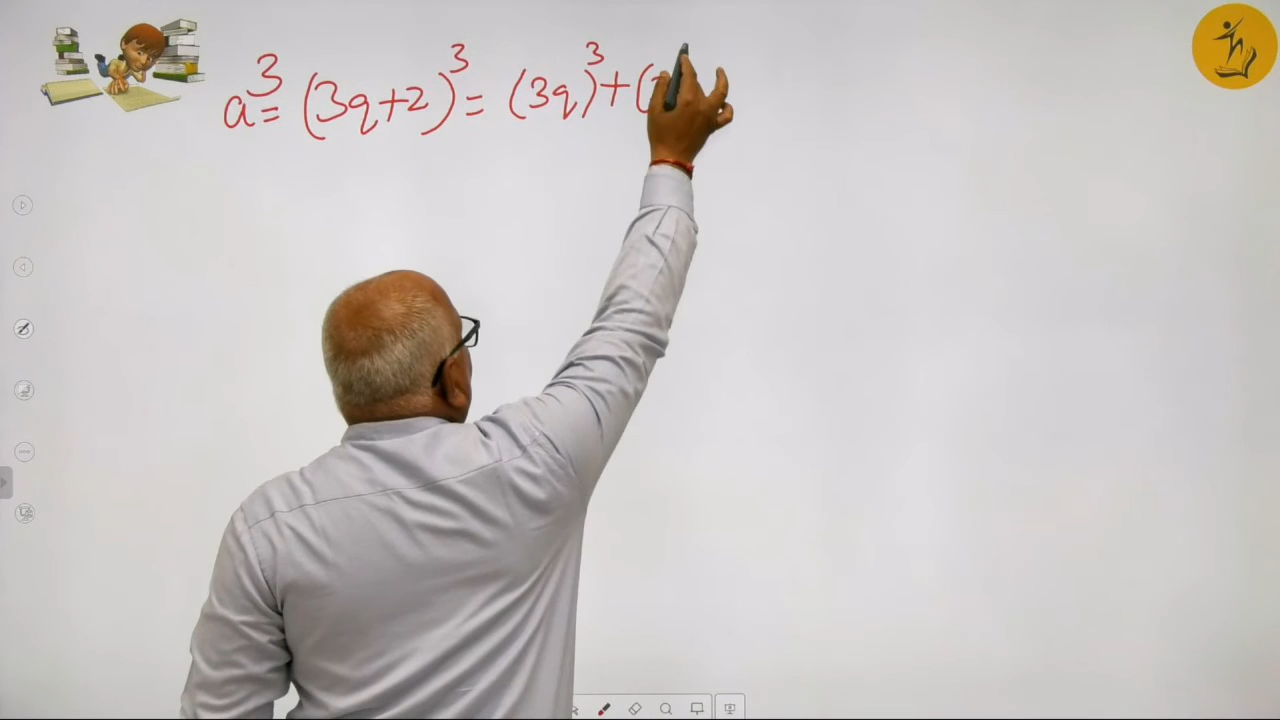 a³ = (3q+2)³ = (3q)³ + (